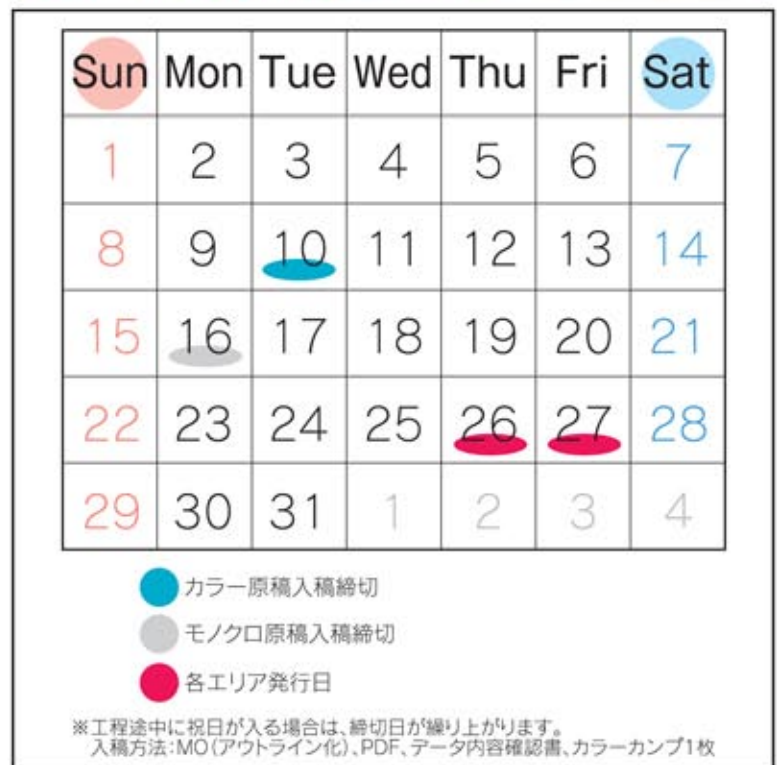 Sun Mon Tue Wed Thu Fri Sat
1 2 3 4 5 6 7
8 9 10 11 12 13 14
15 16 17 18 19 20 21
22 23 24 25 26 27 28
29 30 31 1 2 3 4
カラー原稿入稿締切
モノクロ原稿入稿締切
各エリア発行日
※工程途中に祝日が入る場合は、締切日が繰り上がります。
入稿方法:MO(アウトライン化)、PDF、データ内容確認書、カラーカンプ1枚